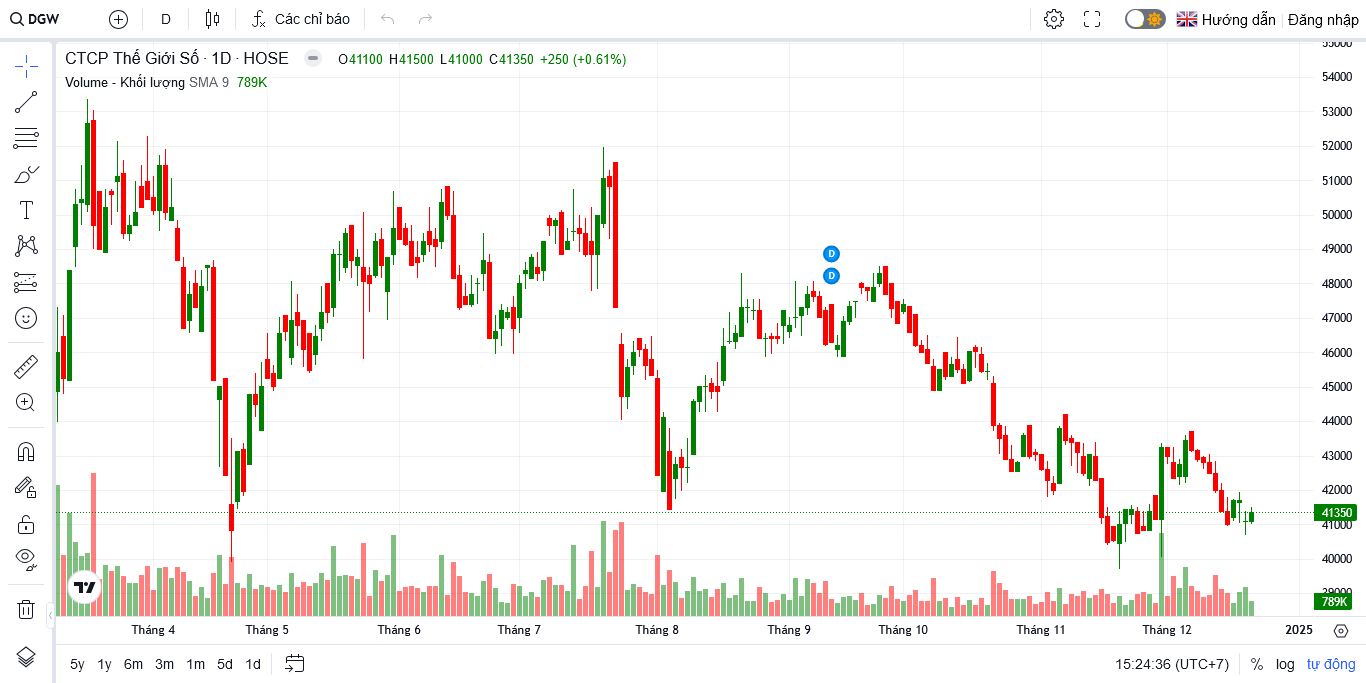 DGW D Các chỉ báo Hướng dẫn Đăng nhập
CTCP Thế Giới Số · 1D · HOSE O41100 H41500 L41000 C41350 +250 (+0.61%)
Volume - Khối lượng SMA 9 789K
55000
54000
53000
52000
51000
50000
49000
48000
47000
46000
45000
44000
43000
42000
41350
41000
40000
39000
789K
D
D
Tháng 4 Tháng 5 Tháng 6 Tháng 7 Tháng 8 Tháng 9 Tháng 10 Tháng 11 Tháng 12 2025
5y 1y 6m 3m 1m 5d 1d 15:24:36 (UTC+7) % log tự động